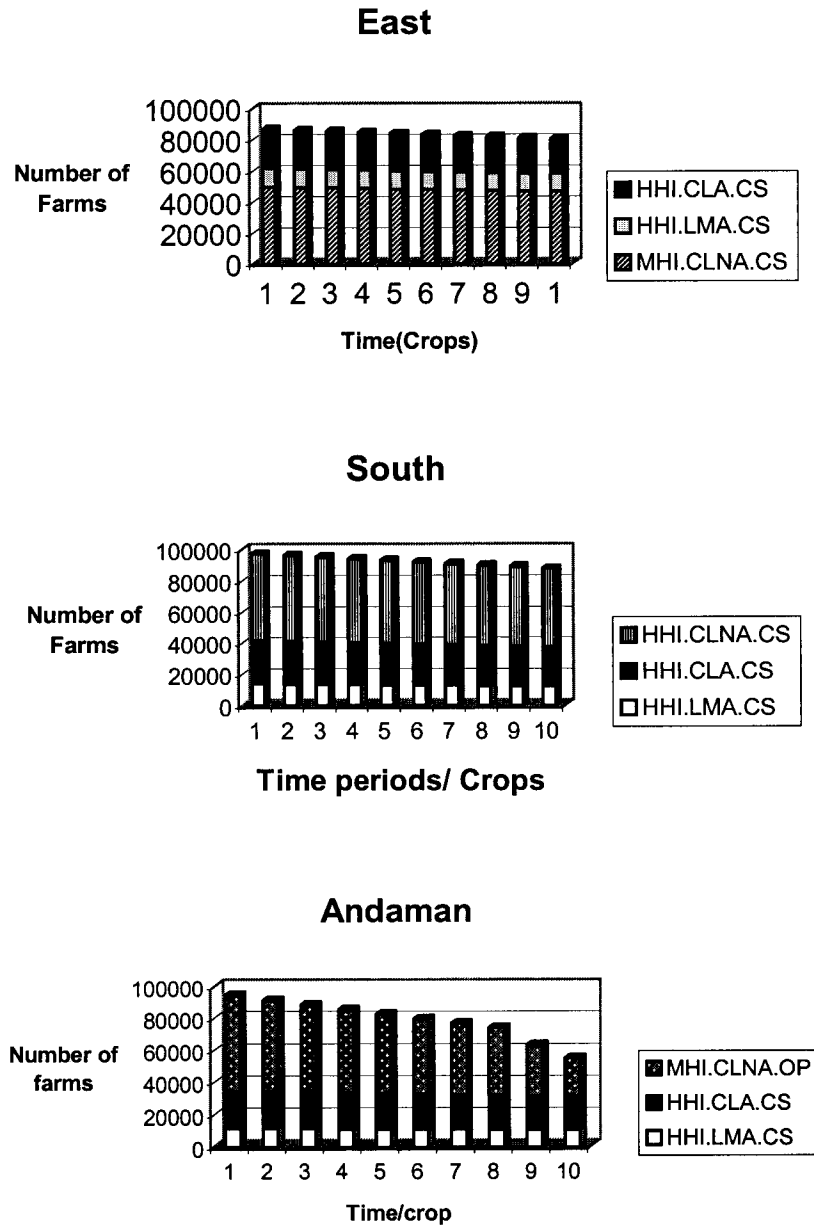 East
100000
80000
60000
40000
20000
0
Number of
Farms
1 2 3 4 5 6 7 8 9 1
Time(Crops)
HHI.CLA.CS
HHI.LMA.CS
MHI.CLNA.CS
South
100000
80000
60000
40000
20000
0
Number of
Farms
1 2 3 4 5 6 7 8 9 10
Time periods/ Crops
HHI.CLNA.CS
HHI.CLA.CS
HHI.LMA.CS
Andaman
100000
80000
60000
40000
20000
0
Number of
farms
1 2 3 4 5 6 7 8 9 10
Time/crop
MHI.CLNA.OP
HHI.CLA.CS
HHI.LMA.CS